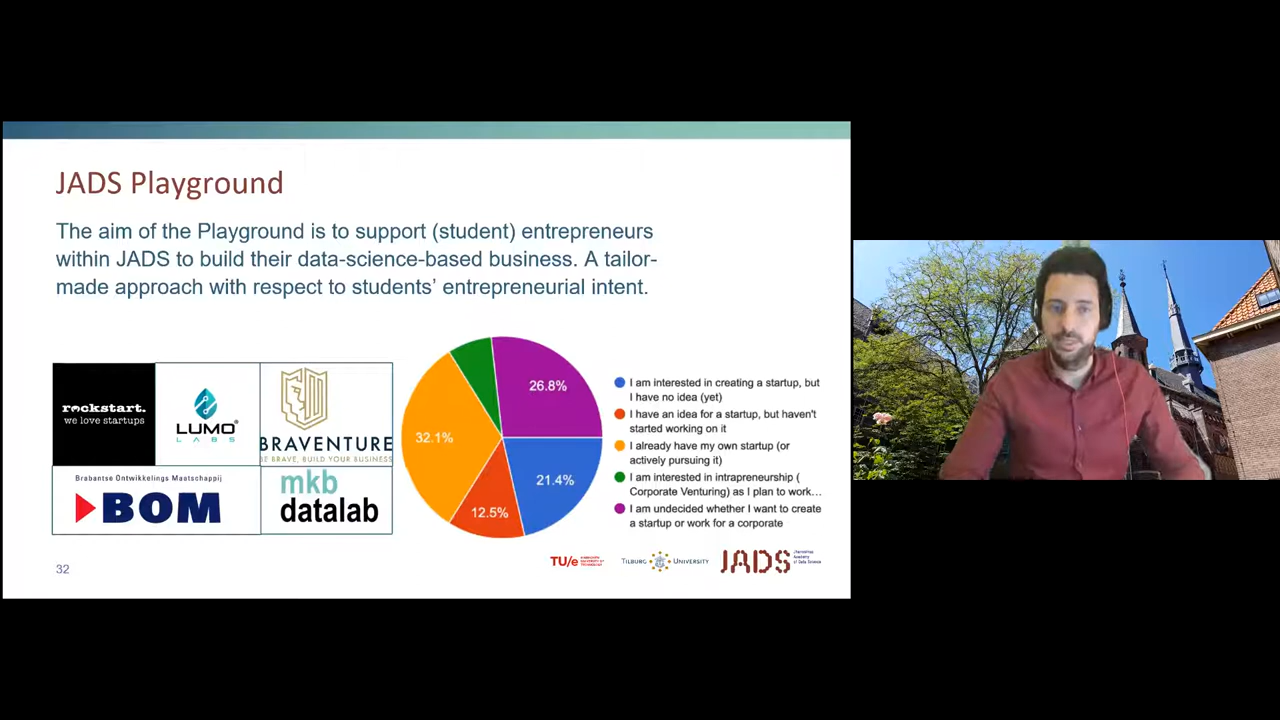 JADS Playground
The aim of the Playground is to support (student) entrepreneurs
within JADS to build their data-science-based business. A tailor-
made approach with respect to students' entrepreneurial intent.
rockstart.
we love startups
LUMO
LABS
BRAVENTURE
BE BRAVE, BUILD YOUR BUSINESS
Brabantse Ontwikkelings Maatschappij
BOM
mkb
datalab
26.8%
32.1%
21.4%
12.5%
I am interested in creating a startup, but
I have no idea (yet)
I have an idea for a startup, but haven't
started working on it
I already have my own startup (or
actively pursuing it)
I am interested in intrapreneurship (
Corporate Venturing) as I plan to work…
I am undecided whether I want to create
a startup or work for a corporate
32
TU/e
TILBURG UNIVERSITY
JADS